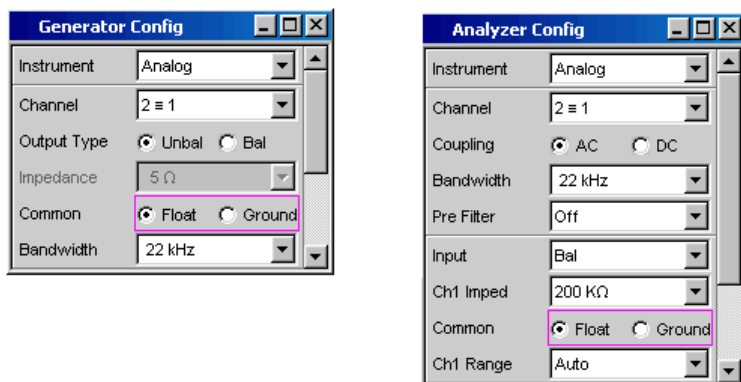 Generator Config
Instrument Analog
Channel 2 ≡ 1
Output Type Unbal Bal
Impedance 5 Ω
Common Float Ground
Bandwidth 22 kHz
Analyzer Config
Instrument Analog
Channel 2 ≡ 1
Coupling AC DC
Bandwidth 22 kHz
Pre Filter Off
Input Bal
Ch1 Imped 200 KΩ
Common Float Ground
Ch1 Range Auto